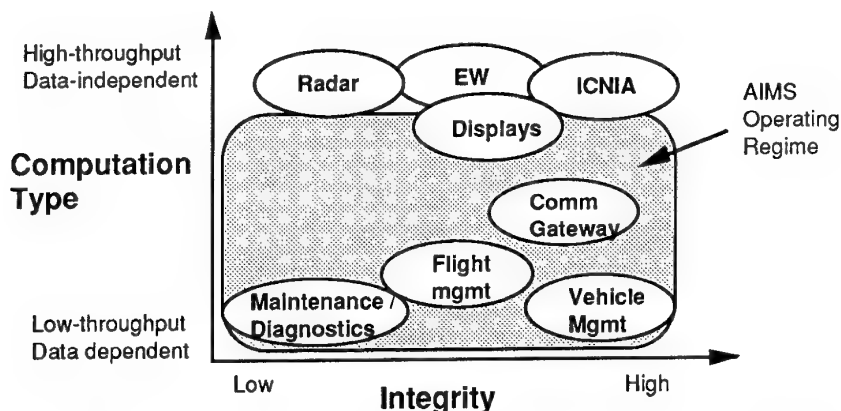 High-throughput
Data-independent
Radar
EW
ICNIA
Displays
AIMS
Operating
Regime
Computation
Type
Comm
Gateway
Flight
mgmt
Maintenance /
Diagnostics
Vehicle
Mgmt
Low-throughput
Data dependent
Low
Integrity
High